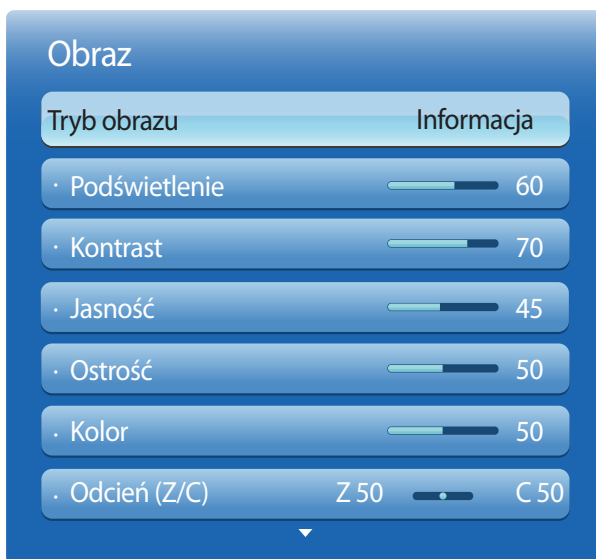 Obraz
Tryb obrazu Informacja
· Podświetlenie 60
· Kontrast 70
· Jasność 45
· Ostrość 50
· Kolor 50
· Odcień (Z/C) Z 50 C 50